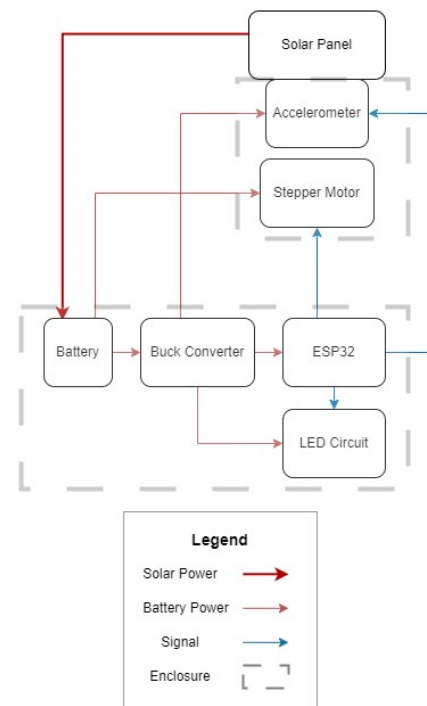 Solar Panel
Accelerometer
Stepper Motor
Battery
Buck Converter
ESP32
LED Circuit
Legend
Solar Power
Battery Power
Signal
Enclosure